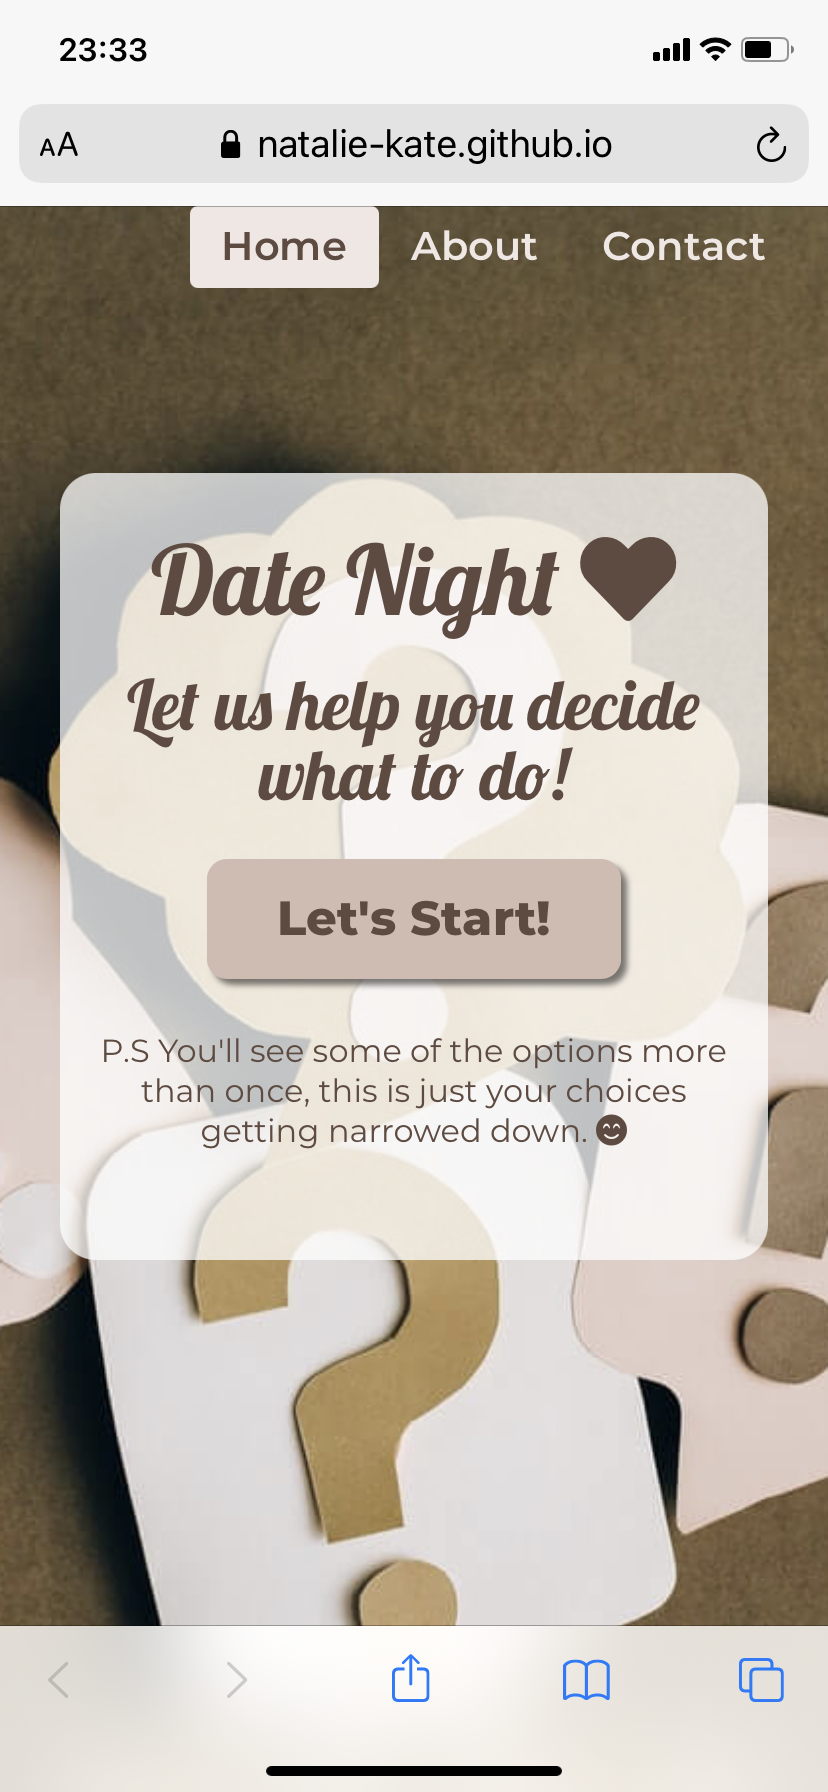 23:33
AA natalie-kate.github.io
Home About Contact
Date Night
Let us help you decide
what to do!
Let's Start!
P.S You'll see some of the options more
than once, this is just your choices
getting narrowed down. 😊